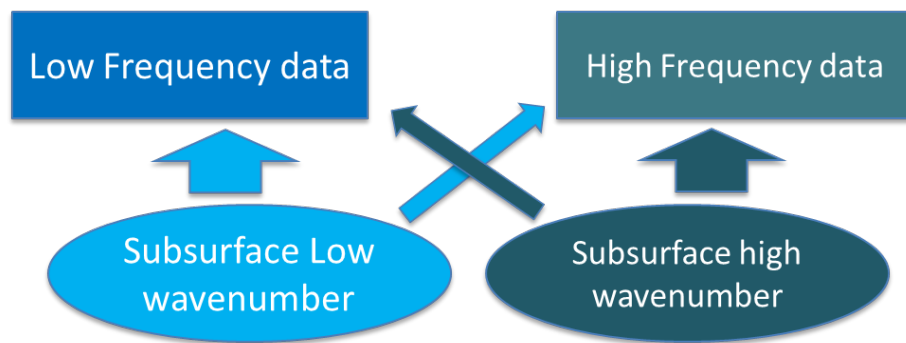 Low Frequency data
High Frequency data
Subsurface Low
wavenumber
Subsurface high
wavenumber